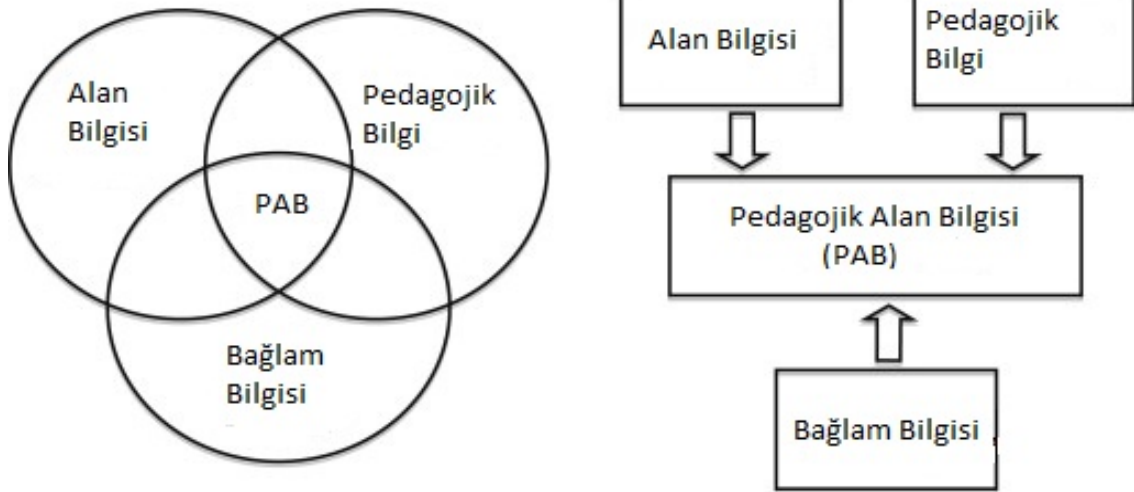 Alan
Bilgisi
Pedagojik
Bilgi
PAB
Bağlam
Bilgisi
Alan Bilgisi
Pedagojik
Bilgi
Pedagojik Alan Bilgisi
(PAB)
Bağlam Bilgisi